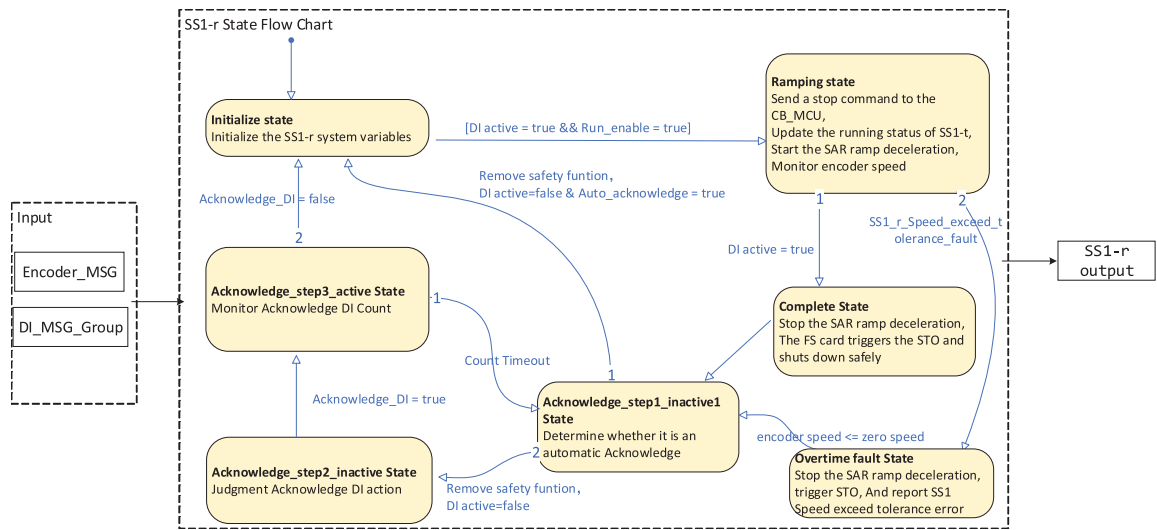 SS1-r State Flow Chart
Initialize state
Initialize the SS1-r system variables
[DI active = true && Run_enable = true]
Ramping state
Send a stop command to the
CB_MCU,
Update the running status of SS1-t,
Start the SAR ramp deceleration,
Monitor encoder speed
1
2
Remove safety funtion,
DI active=false & Auto_acknowledge = true
Acknowledge_DI = false
2
SS1_r_Speed_exceed_t
olerance_fault
DI active = true
Input
Encoder_MSG
DI_MSG_Group
SS1-r
output
Acknowledge_step3_active State
Monitor Acknowledge DI Count
1
Complete State
Stop the SAR ramp deceleration,
The FS card triggers the STO and
shuts down safely
Count Timeout
1
Acknowledge_step1_inactive1
State
Determine whether it is an
automatic Acknowledge
2
Acknowledge_DI = true
encoder speed <= zero speed
Acknowledge_step2_inactive State
Judgment Acknowledge DI action
Remove safety funtion,
DI active=false
Overtime fault State
Stop the SAR ramp deceleration,
trigger STO, And report SS1
Speed exceed tolerance error